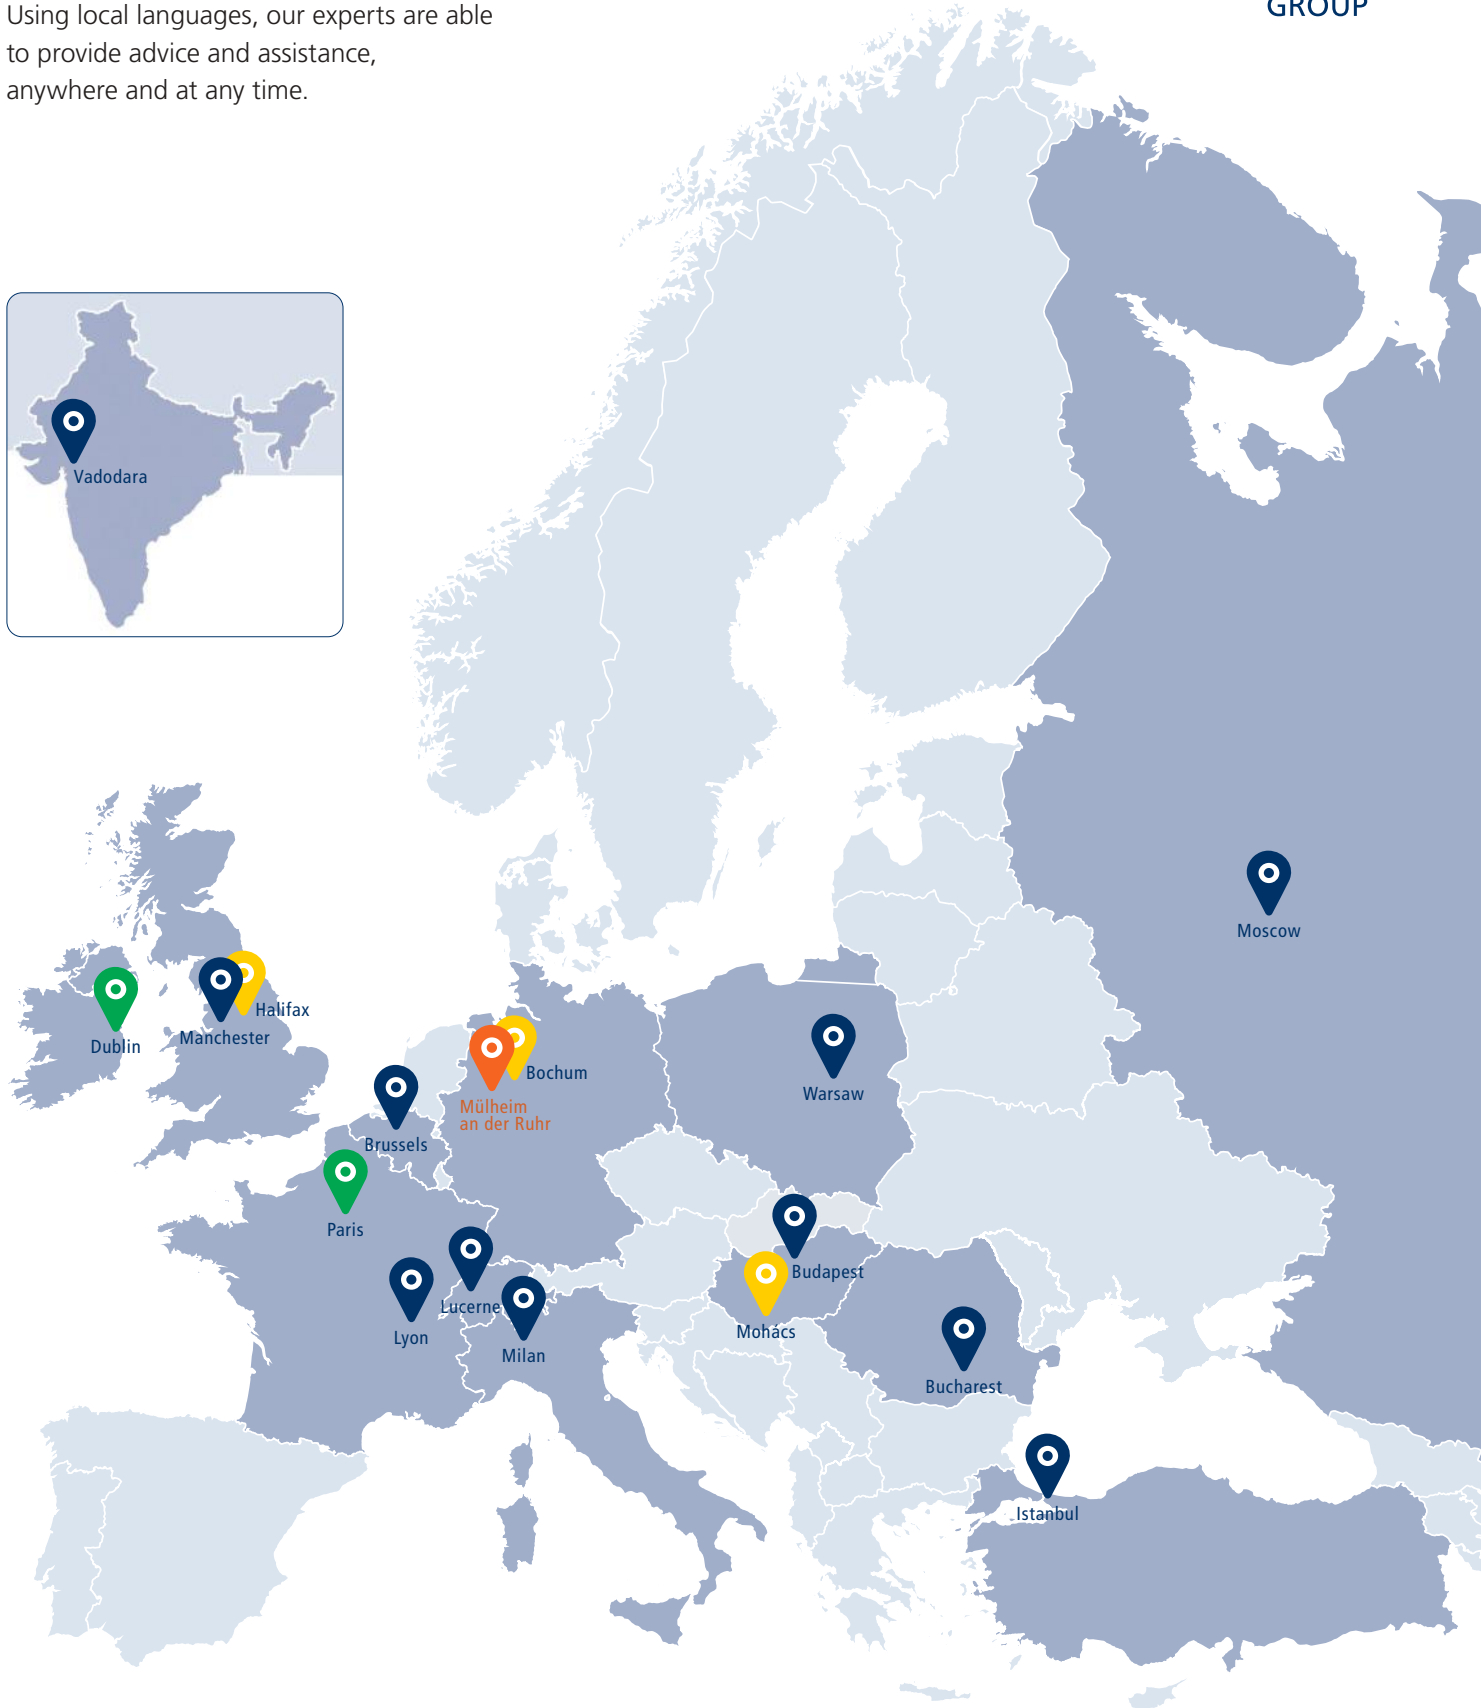 Using local languages, our experts are able
to provide advice and assistance,
anywhere and at any time.
GROUP
Vadodara
Moscow
Halifax
Manchester
Dublin
Bochum
Mülheim
an der Ruhr
Warsaw
Brussels
Paris
Budapest
Lucerne
Mohács
Lyon
Milan
Bucharest
Istanbul